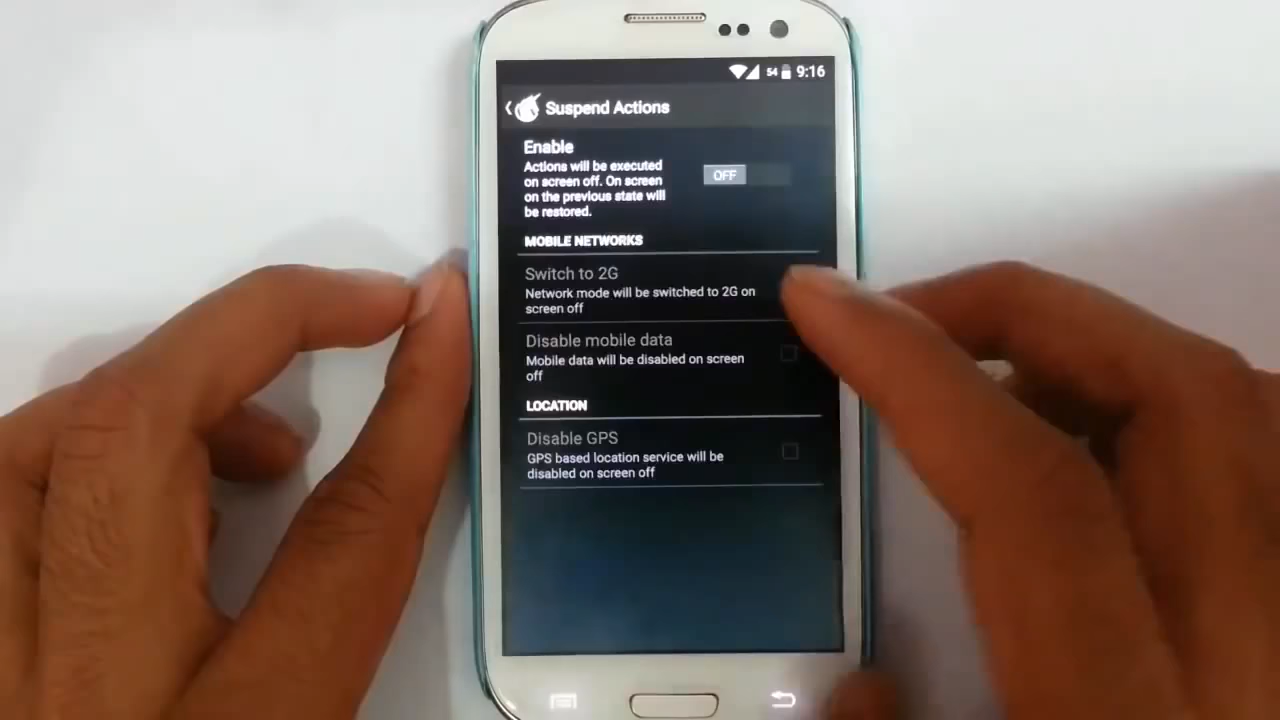 54 9:16
Suspend Actions
Enable
Actions will be executed
on screen off. On screen
on the previous state will
be restored.
OFF
MOBILE NETWORKS
Switch to 2G
Network mode will be switched to 2G on
screen off
Disable mobile data
Mobile data will be disabled on screen
off
LOCATION
Disable GPS
GPS based location service will be
disabled on screen off